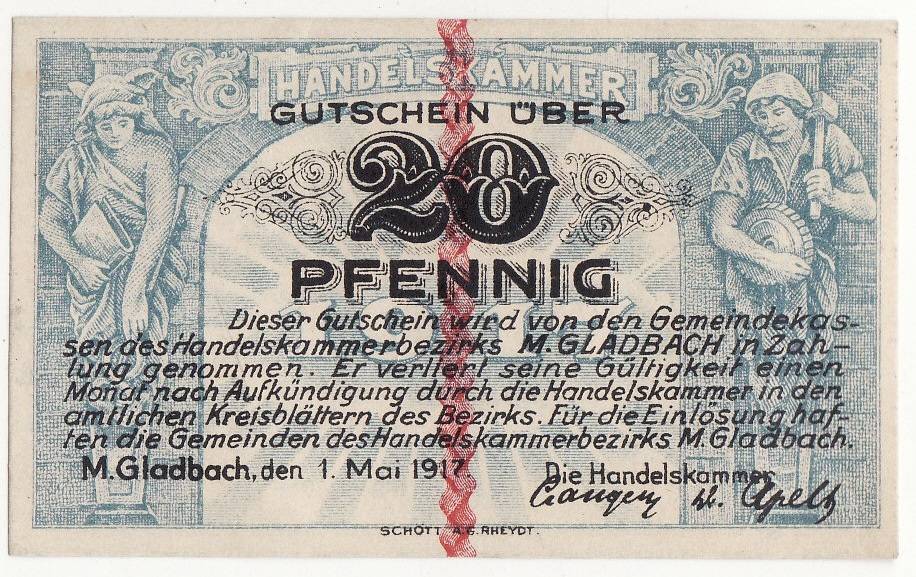 HANDELSKAMMER
GUTSCHEIN ÜBER
20
PFENNIG
Dieser Gutschein wird von den Gemeindekas-
sen des Handelskammerbezirks M. GLADBACH in Zah-
lung genommen. Er verliert seine Gültigkeit einen
Monat nach Aufkündigung durch die Handelskammer in den
amtlichen Kreisblättern des Bezirks. Für die Einlösung haf-
ten die Gemeinden des Handelskammerbezirks M. Gladbach.
M. Gladbach, den 1. Mai 1917
Die Handelskammer
SCHÖTT A.G. RHEYDT.